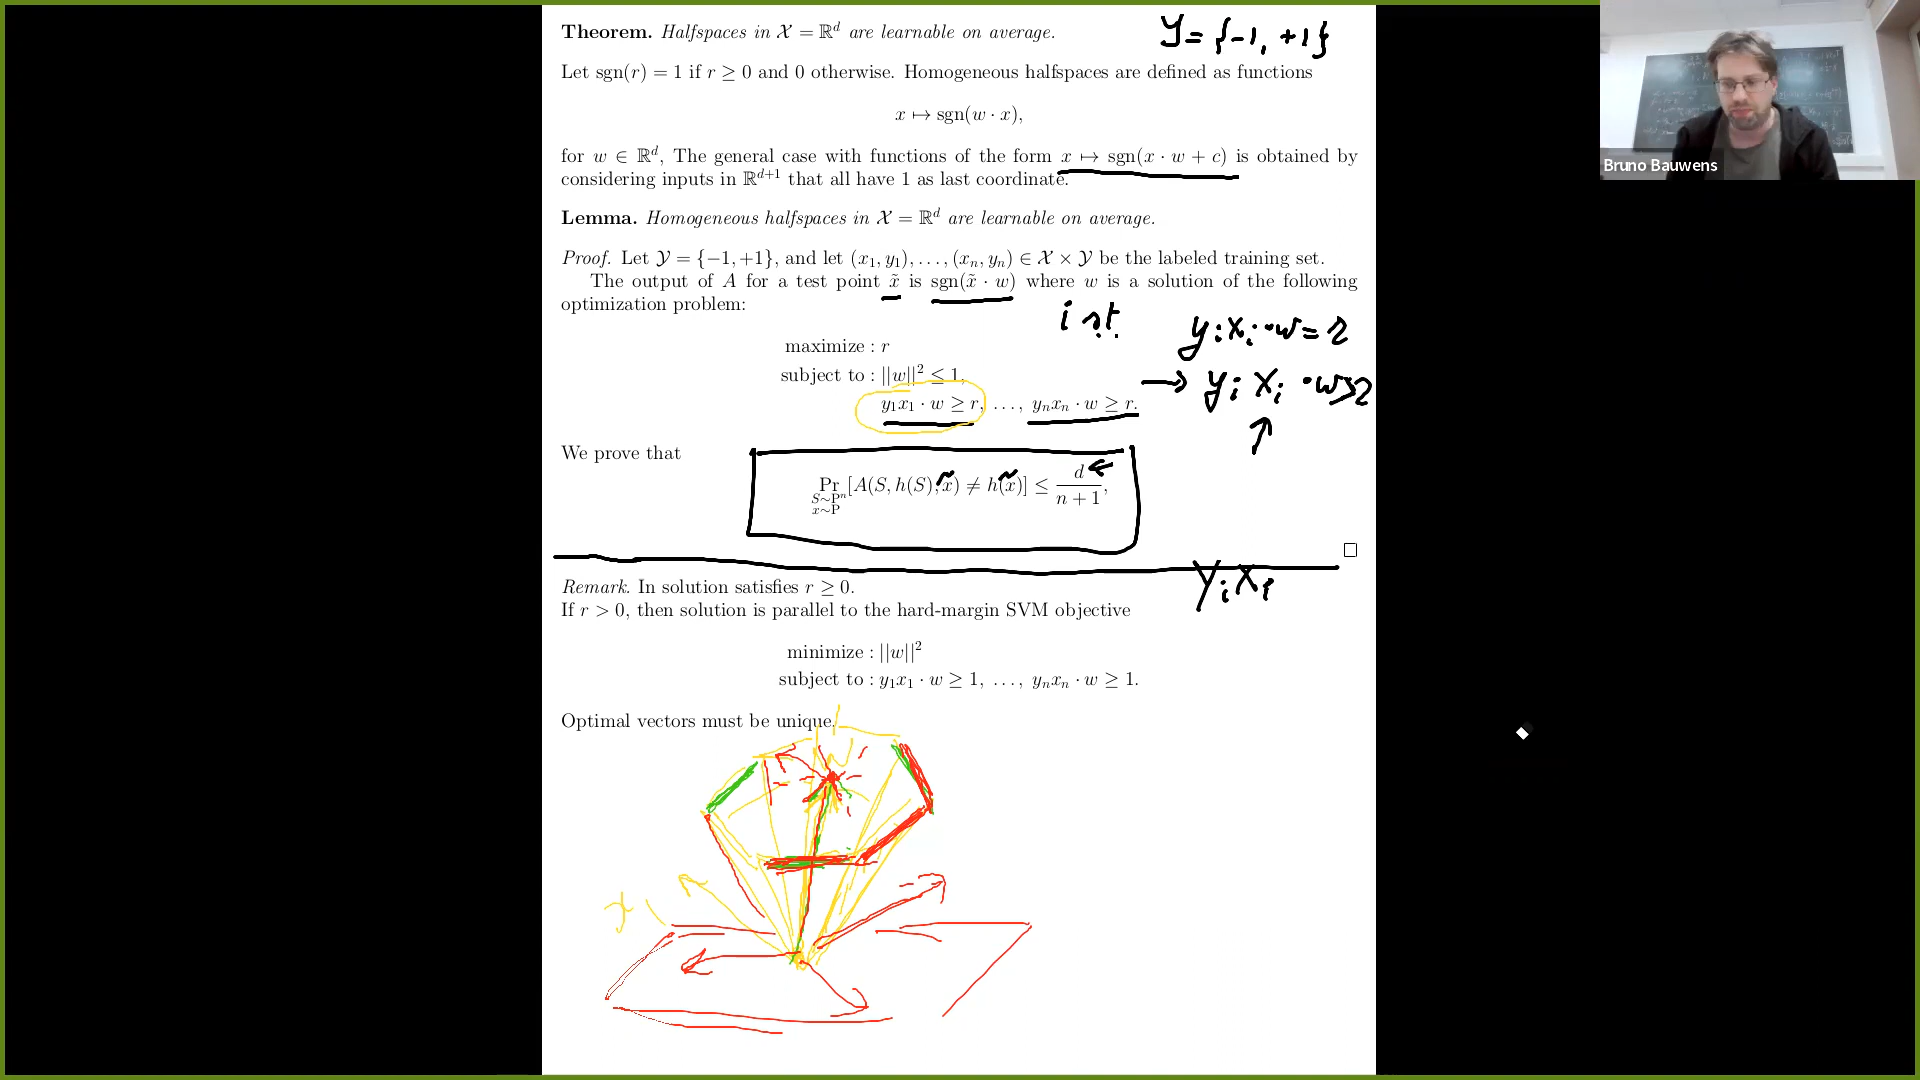 Theorem. Halfspaces in 𝒳 = ℝ^d are learnable on average.
Y = {-1, +1}
Let sgn(r) = 1 if r ≥ 0 and 0 otherwise. Homogeneous halfspaces are defined as functions
x ↦ sgn(w · x),
for w ∈ ℝ^d, The general case with functions of the form x ↦ sgn(x · w + c) is obtained by
considering inputs in ℝ^{d+1} that all have 1 as last coordinate.
Bruno Bauwens
Lemma. Homogeneous halfspaces in 𝒳 = ℝ^d are learnable on average.
Proof. Let 𝒴 = {−1, +1}, and let (x_1, y_1), . . . , (x_n, y_n) ∈ 𝒳 × 𝒴 be the labeled training set.
The output of A for a test point x̃ is sgn(x̃ · w) where w is a solution of the following
optimization problem:
i s.t.
y_i x_i · w = r
maximize : r
subject to : ||w||² ≤ 1,
→ y_i x_i · w > r
y_1x_1 · w ≥ r, . . . , y_nx_n · w ≥ r.
↑
We prove that
Pr_{S∼P^n, x∼P} [A(S, h(S), x̃) ≠ h(x̃)] ≤ d/(n + 1), ←
□
y_i x_i
Remark. In solution satisfies r ≥ 0.
If r > 0, then solution is parallel to the hard-margin SVM objective
minimize : ||w||²
subject to : y_1x_1 · w ≥ 1, . . . , y_nx_n · w ≥ 1.
Optimal vectors must be unique.